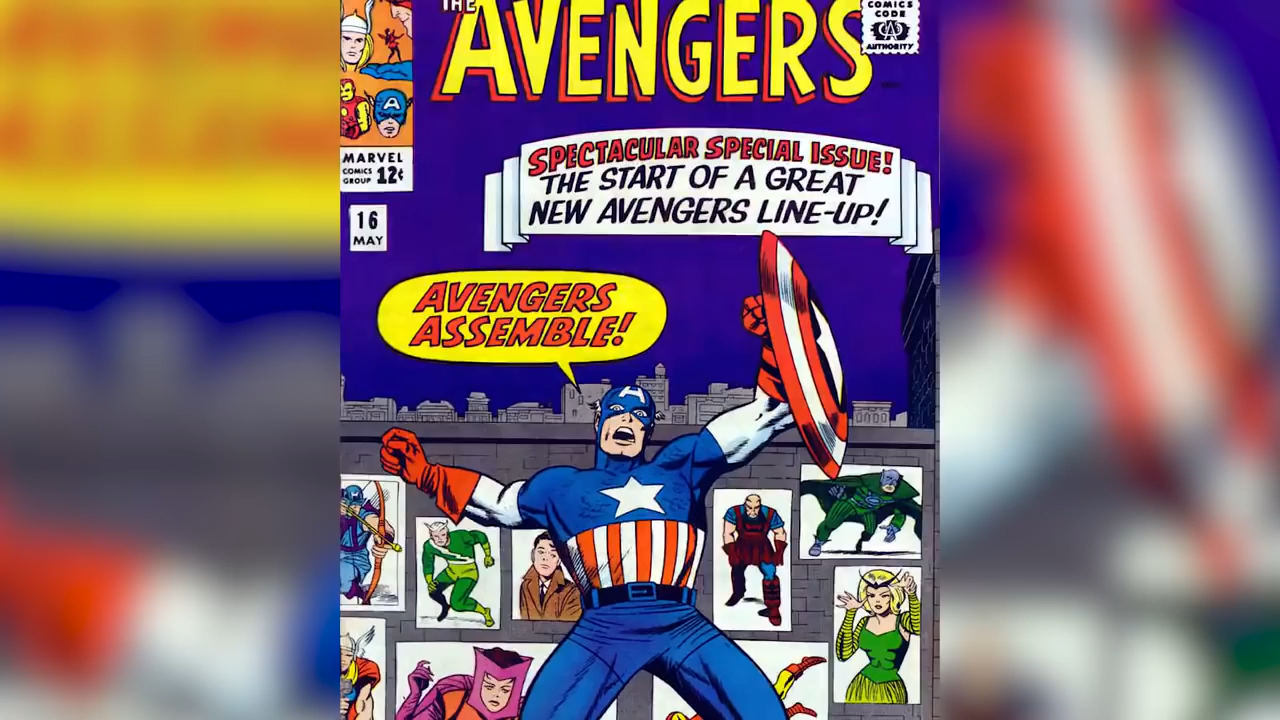 THE
AVENGERS
COMICS
CODE
AUTHORITY
MARVEL
COMICS
GROUP 12¢
16
MAY
SPECTACULAR SPECIAL ISSUE!
THE START OF A GREAT
NEW AVENGERS LINE-UP!
AVENGERS
ASSEMBLE!
A
A